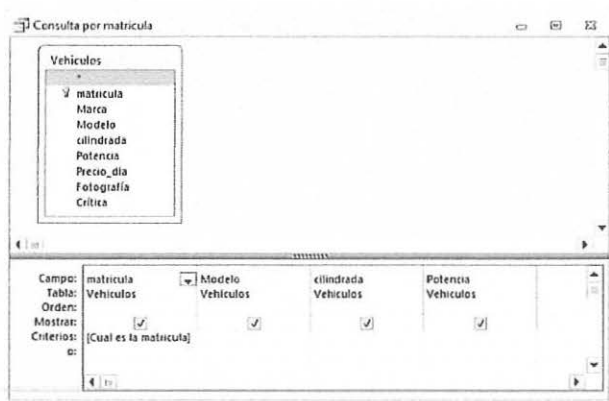 Consulta por matricula
Vehiculos
*
matricula
Marca
Modelo
cilindrada
Potencia
Precio_dia
Fotografía
Crítica
Campo: matricula Modelo cilindrada Potencia
Tabla: Vehiculos Vehiculos Vehiculos Vehiculos
Orden:
Mostrar:
Criterios: [Cual es la matricula]
o: